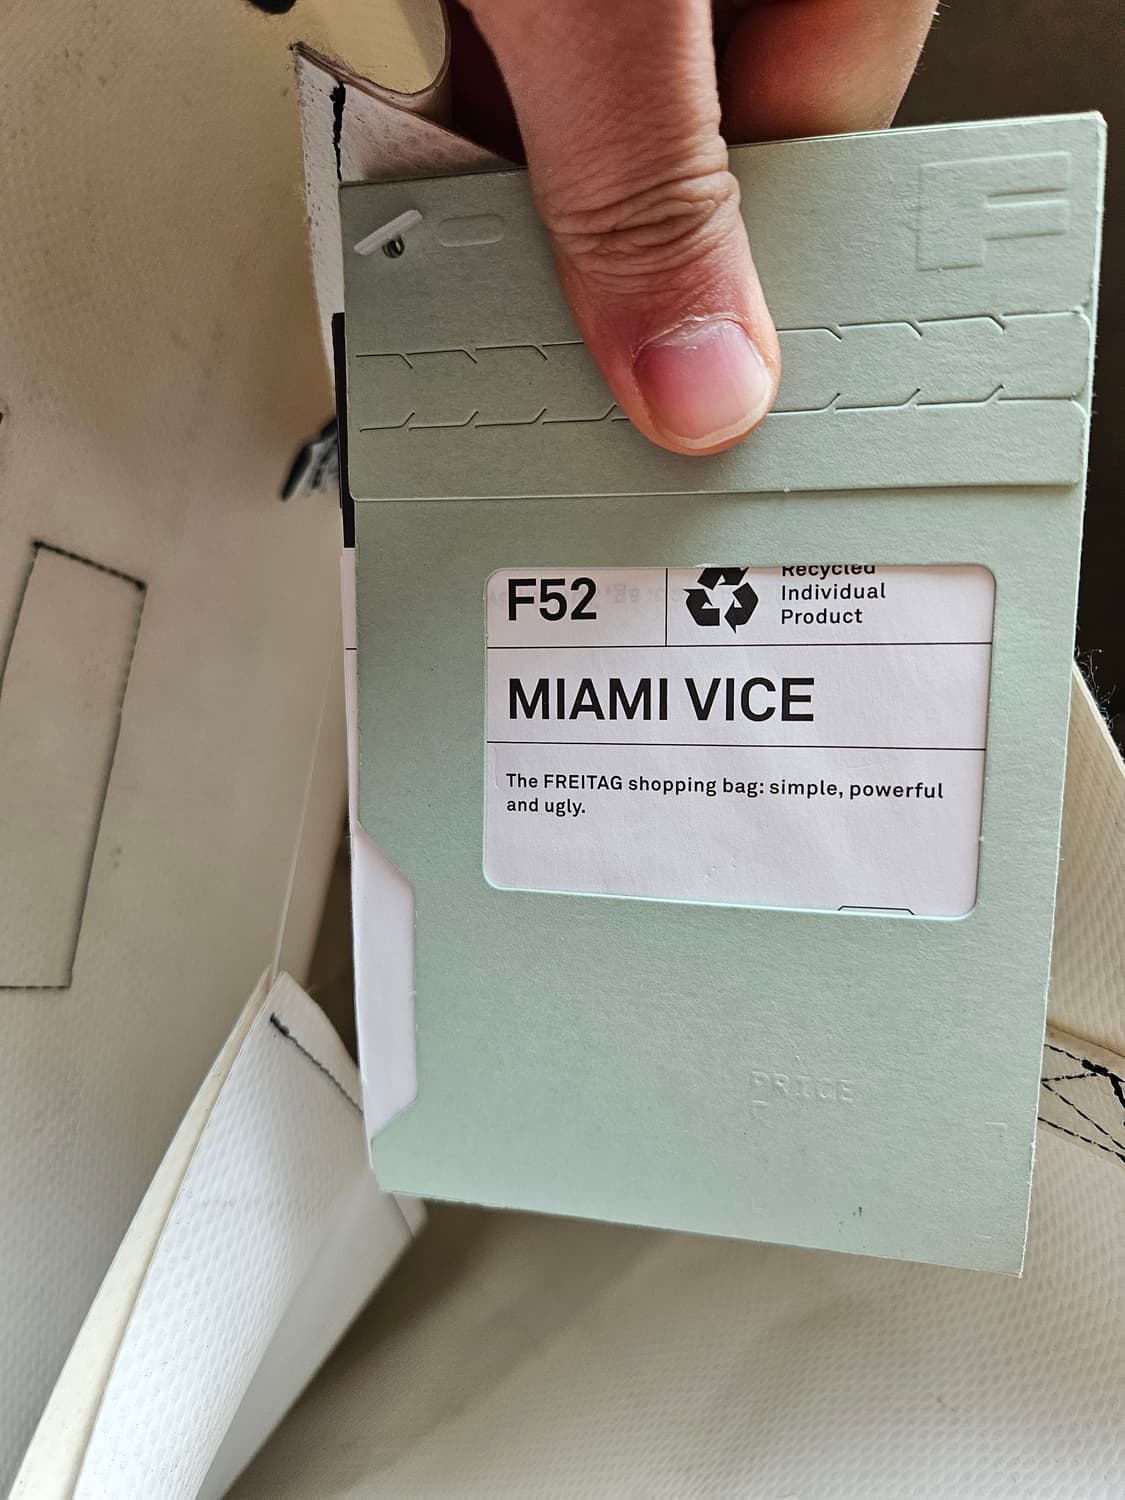 F52
Recycled
Individual
Product
MIAMI VICE
The FREITAG shopping bag: simple, powerful
and ugly.
PRICE